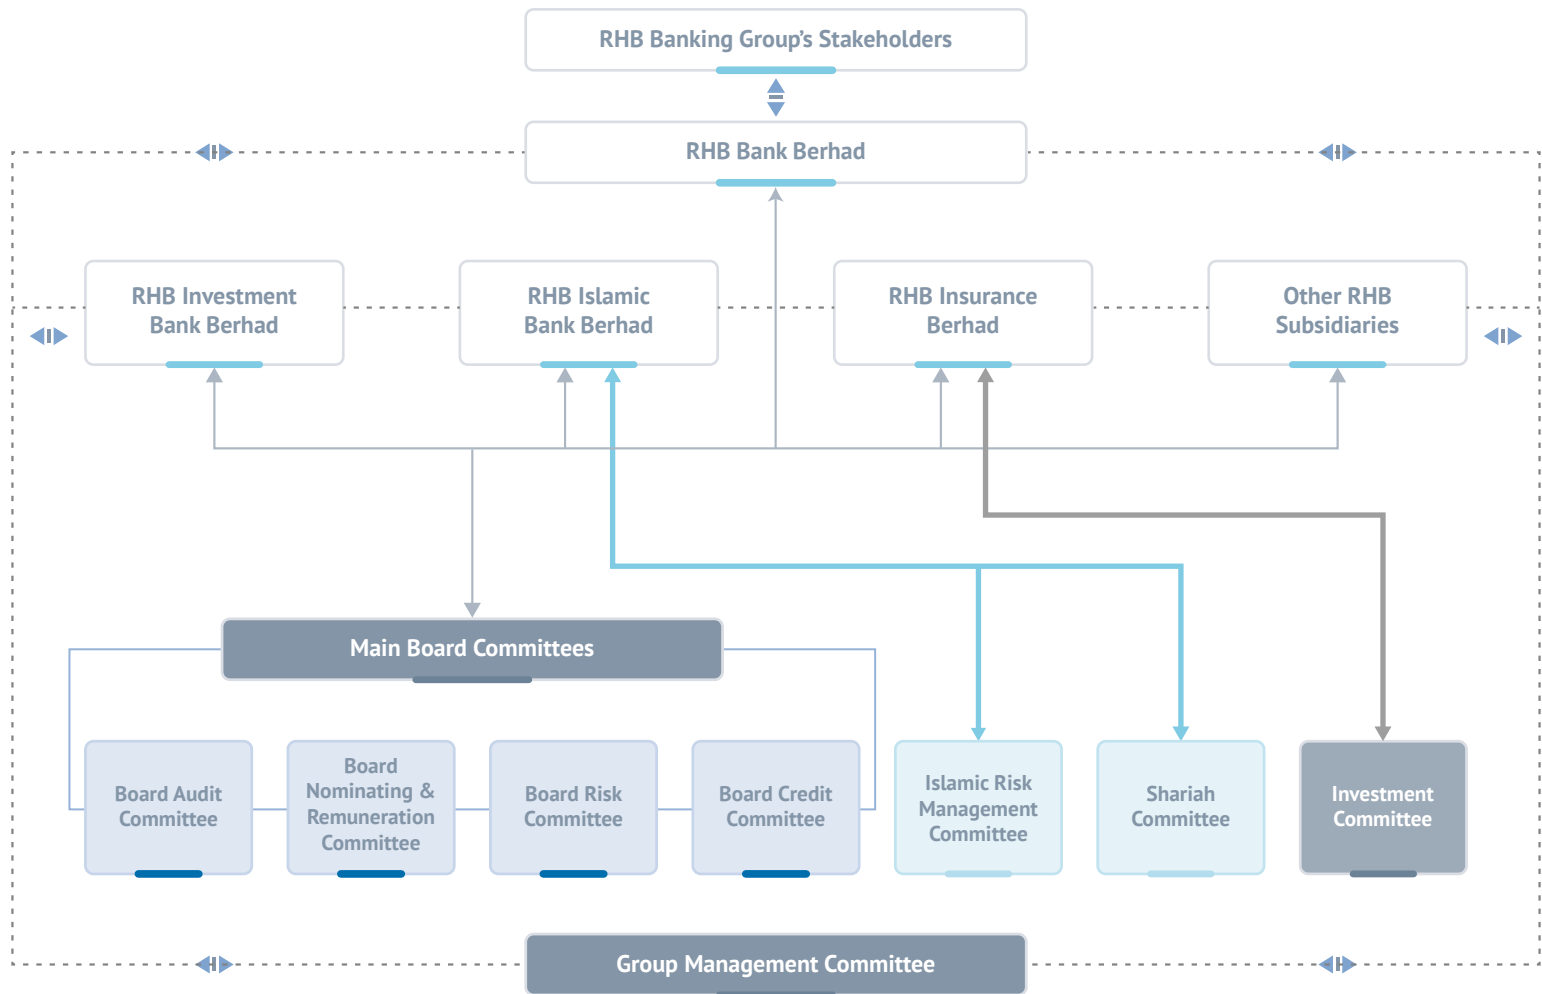 RHB Banking Group’s Stakeholders
RHB Bank Berhad
RHB Investment
Bank Berhad
RHB Islamic
Bank Berhad
RHB Insurance
Berhad
Other RHB
Subsidiaries
Main Board Committees
Board Audit
Committee
Board
Nominating &
Remuneration
Committee
Board Risk
Committee
Board Credit
Committee
Islamic Risk
Management
Committee
Shariah
Committee
Investment
Committee
Group Management Committee